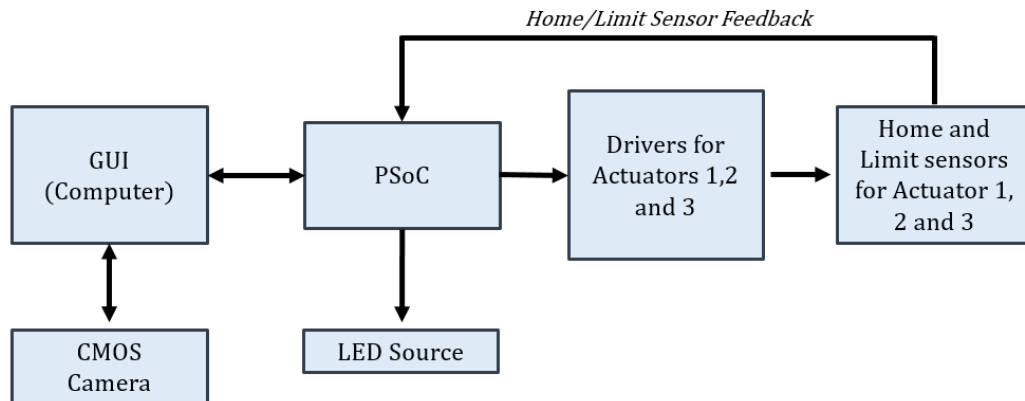 Home/Limit Sensor Feedback
GUI
(Computer)
PSoC
Drivers for
Actuators 1,2
and 3
Home and
Limit sensors
for Actuator 1,
2 and 3
CMOS
Camera
LED Source